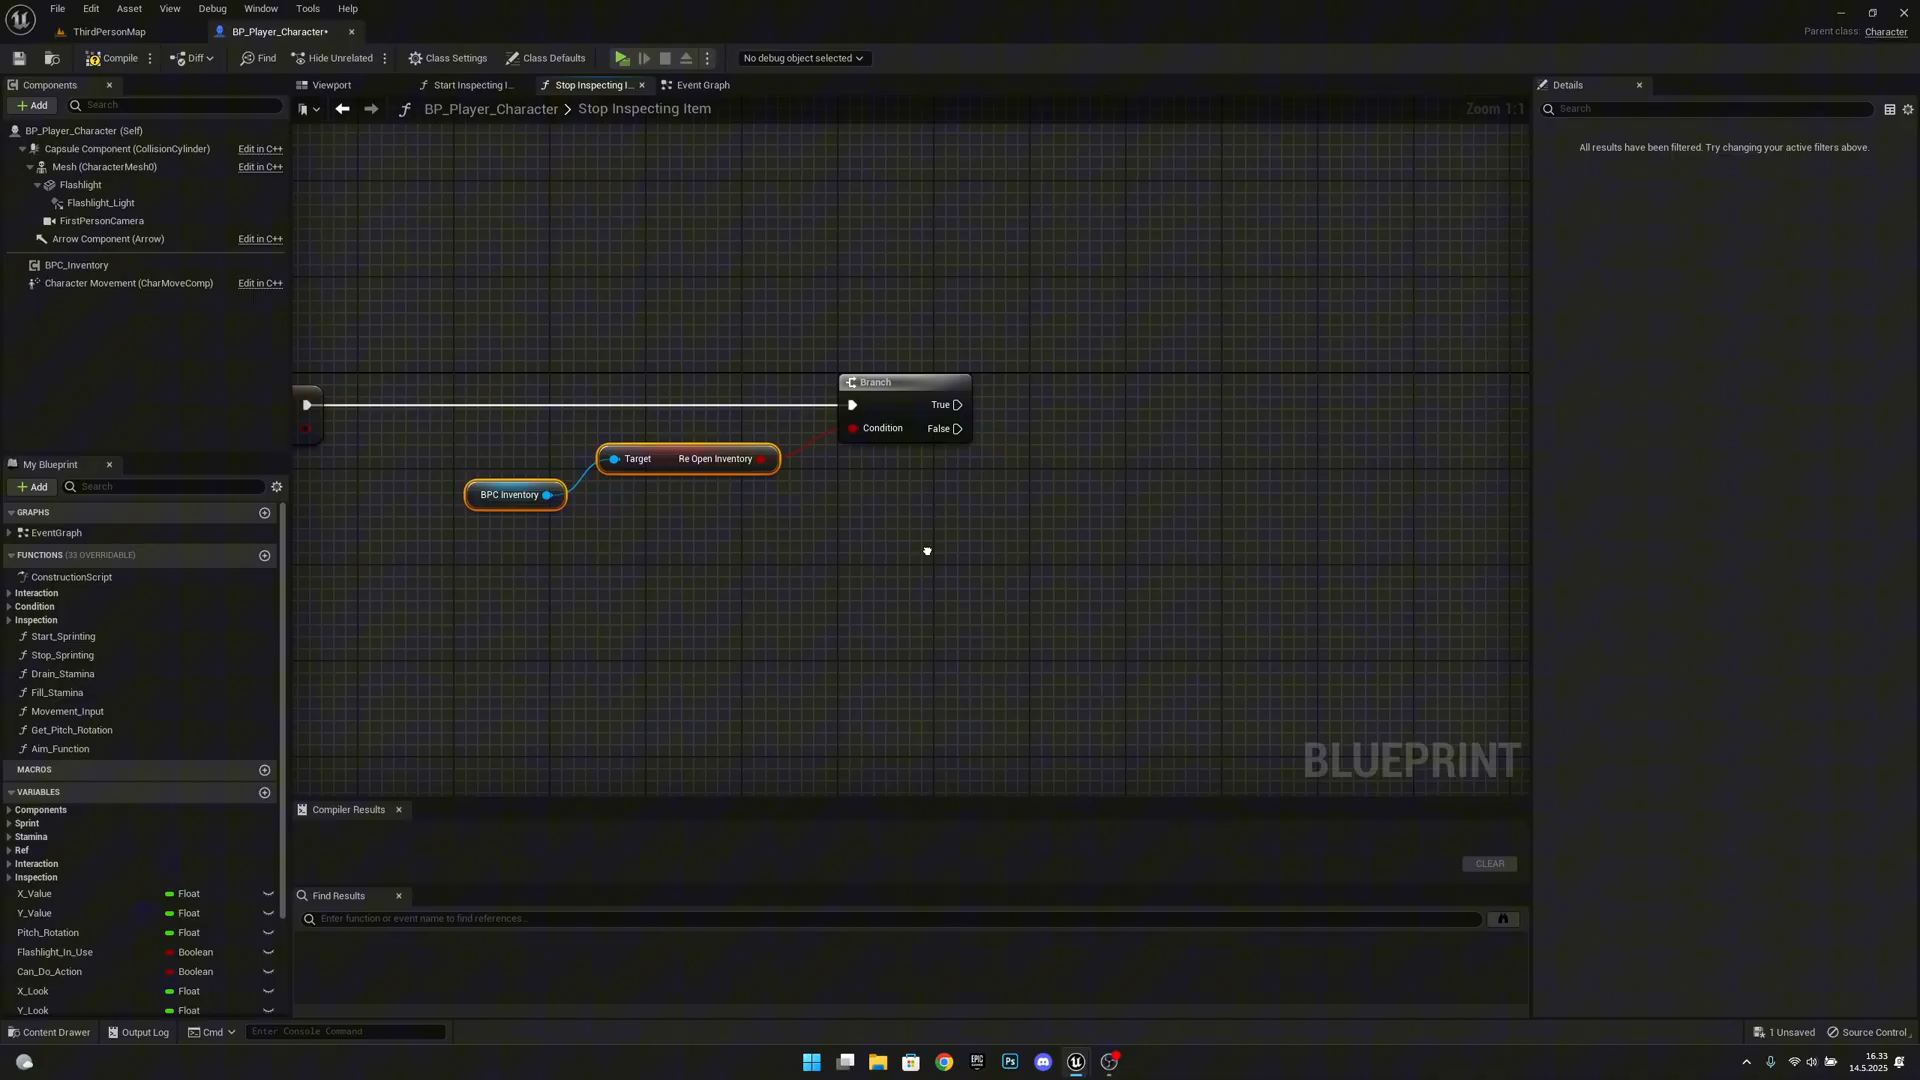 File Edit Asset View Debug Window Tools Help
ThirdPersonMap
BP_Player_Character•
Parent class: Character
Compile
Diff
Find
Hide Unrelated
Class Settings
Class Defaults
No debug object selected
Components
Add
Search
BP_Player_Character (Self)
Capsule Component (CollisionCylinder) Edit in C++
Mesh (CharacterMesh0) Edit in C++
Flashlight
Flashlight_Light
FirstPersonCamera
Arrow Component (Arrow) Edit in C++
BPC_Inventory
Character Movement (CharMoveComp) Edit in C++
My Blueprint
Add
Search
GRAPHS
EventGraph
FUNCTIONS (33 OVERRIDABLE)
ConstructionScript
Interaction
Condition
Inspection
Start_Sprinting
Stop_Sprinting
Drain_Stamina
Fill_Stamina
Movement_Input
Get_Pitch_Rotation
Aim_Function
MACROS
VARIABLES
Components
Sprint
Stamina
Ref
Interaction
Inspection
X_Value Float
Y_Value Float
Pitch_Rotation Float
Flashlight_In_Use Boolean
Can_Do_Action Boolean
X_Look Float
Y_Look Float
Viewport
Start Inspecting I...
Stop Inspecting I...
Event Graph
BP_Player_Character > Stop Inspecting Item
Zoom 1:1
Branch
True
Condition False
Target Re Open Inventory
BPC Inventory
BLUEPRINT
Compiler Results
CLEAR
Find Results
Enter function or event name to find references...
Details
Search
All results have been filtered. Try changing your active filters above.
Content Drawer
Output Log
Cmd
Enter Console Command
1 Unsaved
Source Control
EPIC
Ps
16.33
14.5.2025